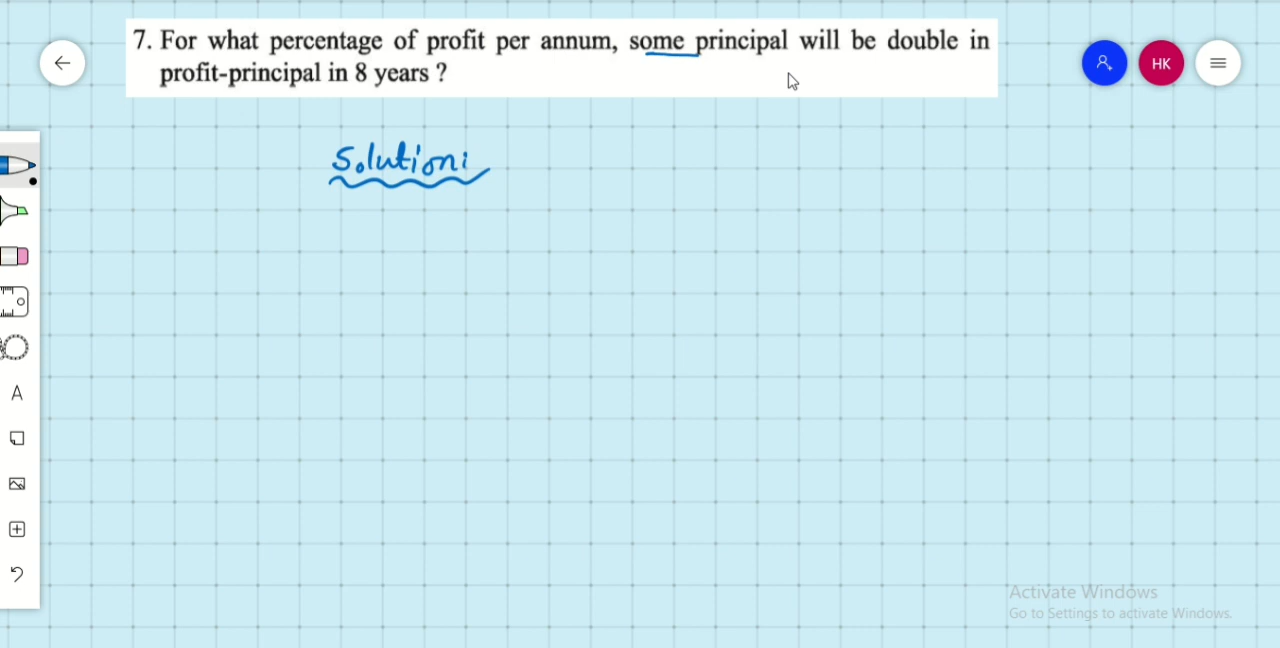 7. For what percentage of profit per annum, some principal will be double in
profit-principal in 8 years ?
HK
Solution:
A
Activate Windows
Go to Settings to activate Windows.